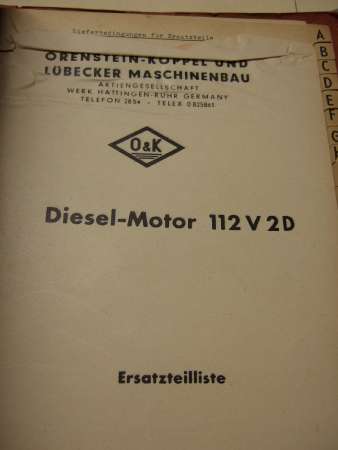 Lieferbedingungen für Ersatzteile
ORENSTEIN-KOPPEL UND
LÜBECKER MASCHINENBAU
AKTIENGESELLSCHAFT
WERK HATTINGEN-RUHR GERMANY
TELEFON 2854 - TELEX 0825861
O&K
Diesel-Motor 112 V 2 D
Ersatzteilliste
A
B
C
D
E
F
G
H